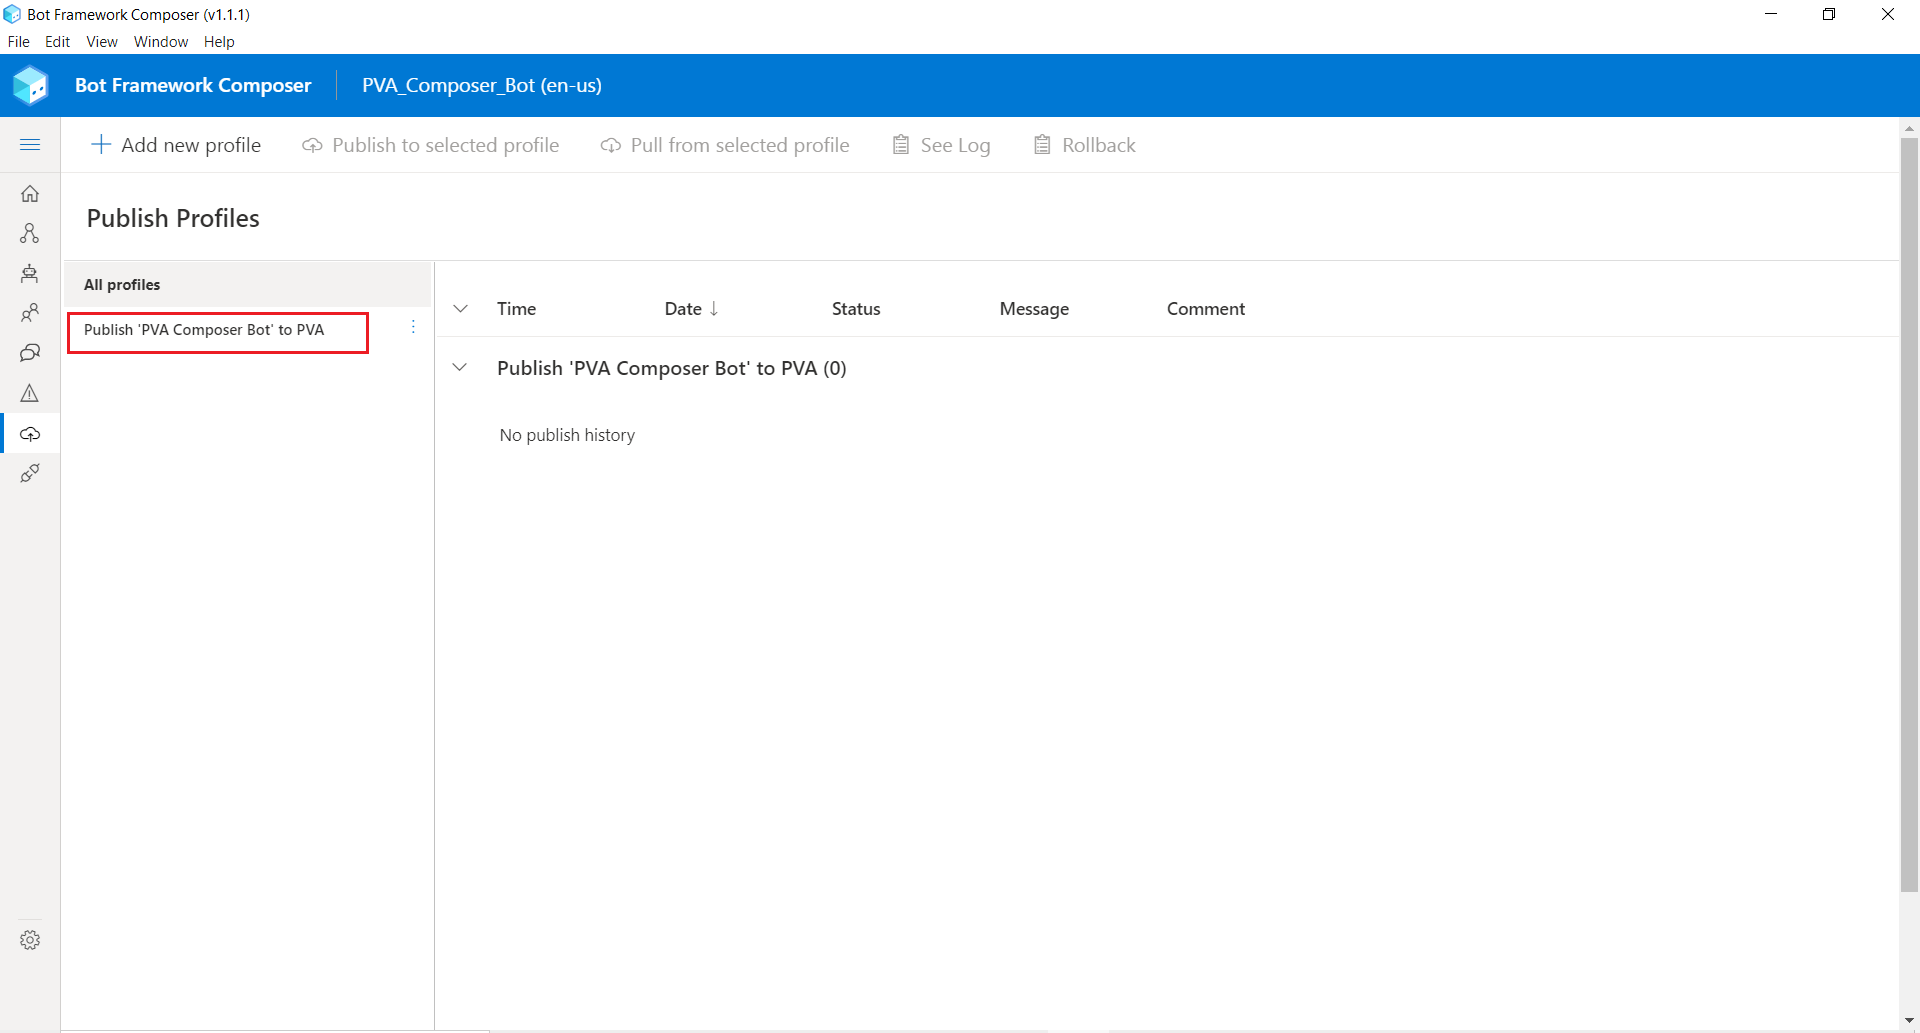 Bot Framework Composer (v1.1.1)
File Edit View Window Help
Bot Framework Composer PVA_Composer_Bot (en-us)
Add new profile Publish to selected profile Pull from selected profile See Log Rollback
Publish Profiles
All profiles
Publish 'PVA Composer Bot' to PVA
Time Date ↓ Status Message Comment
Publish 'PVA Composer Bot' to PVA (0)
No publish history